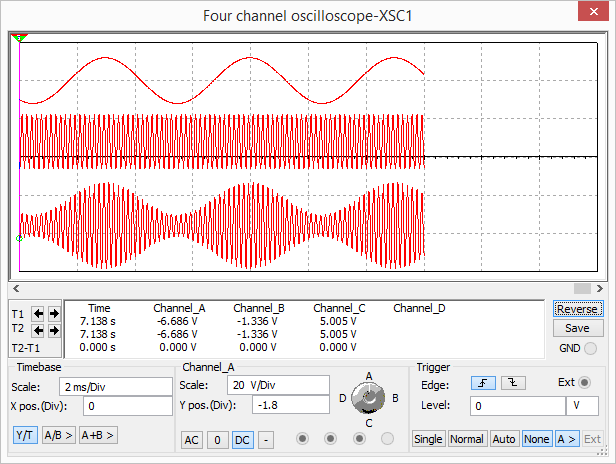 Four channel oscilloscope-XSC1
Time Channel_A Channel_B Channel_C Channel_D
T1 7.138 s -6.686 V -1.336 V 5.005 V
T2 7.138 s -6.686 V -1.336 V 5.005 V
T2-T1 0.000 s 0.000 V 0.000 V 0.000 V
Reverse
Save
GND
Timebase
Scale: 2 ms/Div
X pos.(Div): 0
Y/T A/B > A+B >
Channel_A
Scale: 20 V/Div
Y pos.(Div): -1.8
AC 0 DC -
A
D B
C
Trigger
Edge: Ext
Level: 0 V
Single Normal Auto None A > Ext